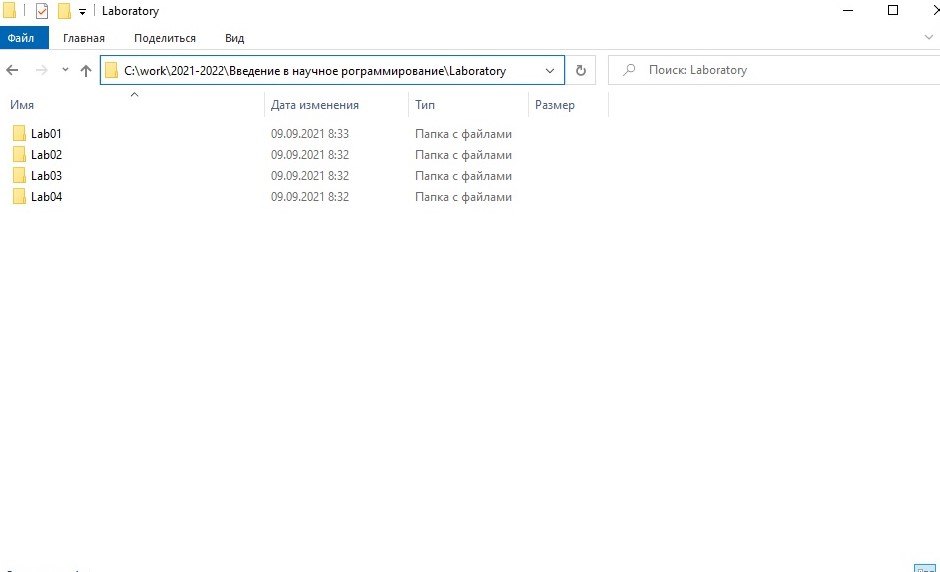 Laboratory
Файл Главная Поделиться Вид
C:\work\2021-2022\Введение в научное рограммирование\Laboratory Поиск: Laboratory
Имя Дата изменения Тип Размер
Lab01 09.09.2021 8:33 Папка с файлами
Lab02 09.09.2021 8:32 Папка с файлами
Lab03 09.09.2021 8:32 Папка с файлами
Lab04 09.09.2021 8:32 Папка с файлами